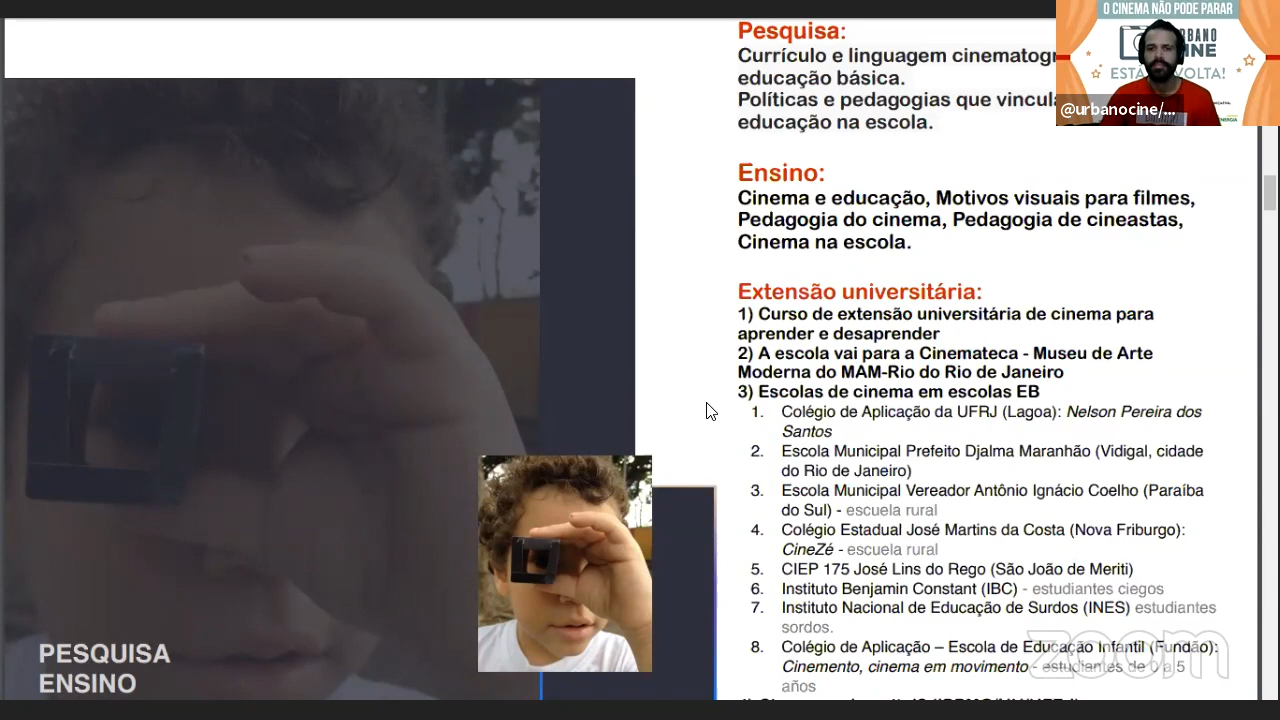 O CINEMA NÃO PODE PARAR
Pesquisa:
URBANO
CINE
Currículo e linguagem cinematogr
educação básica.
ESTÁ VOLTA!
Políticas e pedagogias que vincula
@urbanocine/...
educação na escola.
Ensino:
Cinema e educação, Motivos visuais para filmes,
Pedagogia do cinema, Pedagogia de cineastas,
Cinema na escola.
Extensão universitária:
1) Curso de extensão universitária de cinema para
aprender e desaprender
2) A escola vai para a Cinemateca - Museu de Arte
Moderna do MAM-Rio do Rio de Janeiro
3) Escolas de cinema em escolas EB
1. Colégio de Aplicação da UFRJ (Lagoa): Nelson Pereira dos
Santos
2. Escola Municipal Prefeito Djalma Maranhão (Vidigal, cidade
do Rio de Janeiro)
3. Escola Municipal Vereador Antônio Ignácio Coelho (Paraíba
do Sul) - escuela rural
4. Colégio Estadual José Martins da Costa (Nova Friburgo):
CineZé - escuela rural
5. CIEP 175 José Lins do Rego (São João de Meriti)
6. Instituto Benjamin Constant (IBC) - estudiantes ciegos
7. Instituto Nacional de Educação de Surdos (INES) estudiantes
sordos.
8. Colégio de Aplicação – Escola de Educação Infantil (Fundão):
Cinemento, cinema em movimento - estudiantes de 0 a 5
años
zoom
PESQUISA
ENSINO